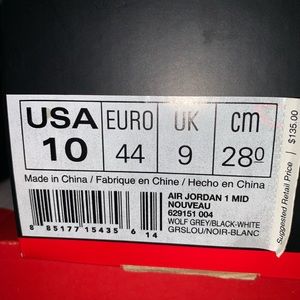 USA EURO UK cm
10 44 9 28.0
Made in China / Fabrique en Chine / Hecho en China
AIR JORDAN 1 MID
NOUVEAU
629151 004
WOLF GREY/BLACK-WHITE
GRSLOU/NOIR-BLANC
8 85177 15435 6 14
Suggested Retail Price / $135.00